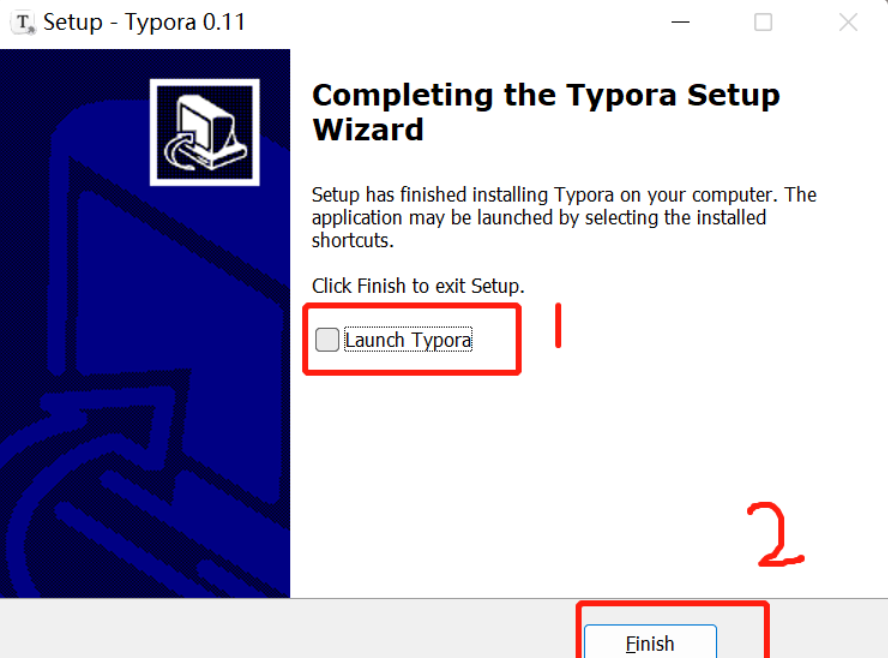 Setup - Typora 0.11
Completing the Typora Setup
Wizard
Setup has finished installing Typora on your computer. The
application may be launched by selecting the installed
shortcuts.
Click Finish to exit Setup.
Launch Typora
1
2
Finish